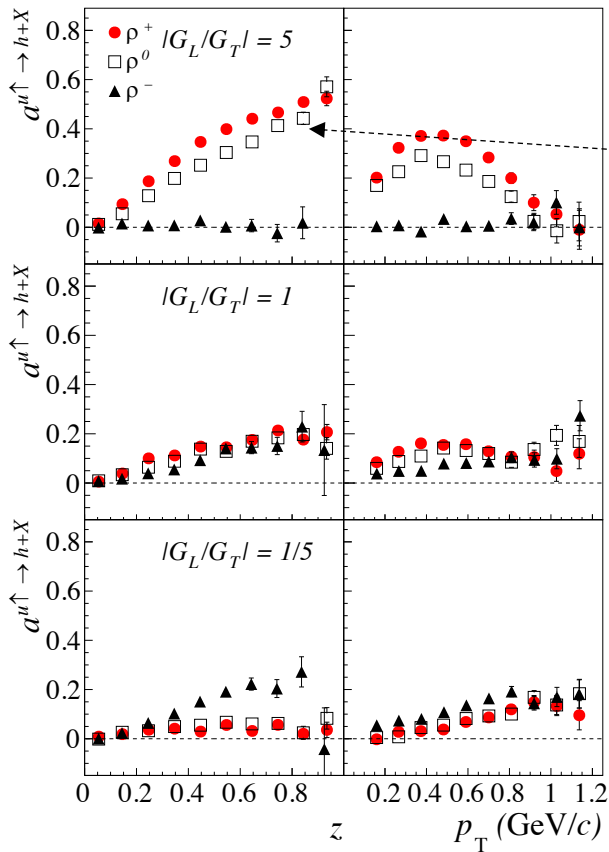 a^{u↑ → h+X}
ρ⁺ |G_L/G_T| = 5
ρ⁰
ρ⁻
0.8
0.6
0.4
0.2
0
a^{u↑ → h+X}
|G_L/G_T| = 1
0.8
0.6
0.4
0.2
0
a^{u↑ → h+X}
|G_L/G_T| = 1/5
0.8
0.6
0.4
0.2
0
0 0.2 0.4 0.6 0.8 0.2 0.4 0.6 0.8 1 1.2
z p_T (GeV/c)